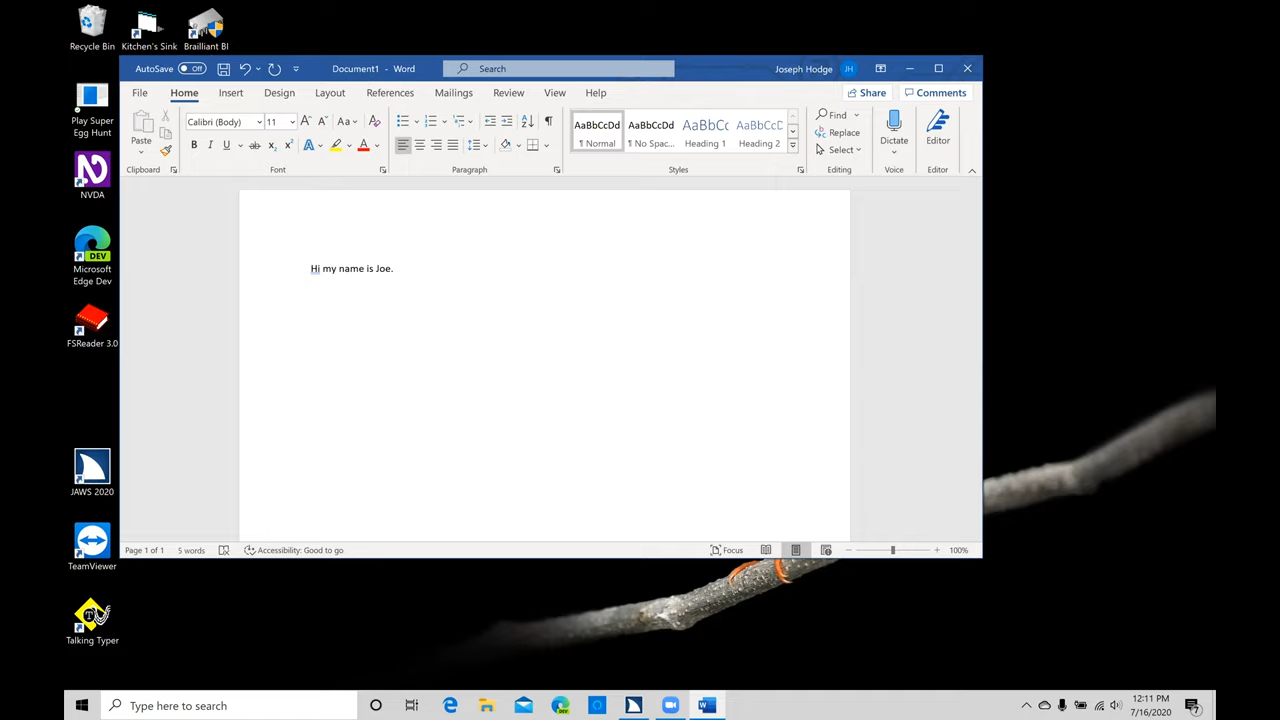 Recycle Bin
Kitchen's Sink
Brailliant BI
AutoSave Off
Document1 - Word
Search
Joseph Hodge JH
File Home Insert Design Layout References Mailings Review View Help
Share Comments
Play Super
Egg Hunt
Paste
Calibri (Body) 11
AaBbCcDd AaBbCcDd AaBbCc AaBbCcD
¶ Normal ¶ No Spac... Heading 1 Heading 2
Find
Replace
Select
Dictate
Editor
Clipboard Font Paragraph Styles Editing Voice Editor
NVDA
Hi my name is Joe.
DEV
Microsoft
Edge Dev
FSReader 3.0
JAWS 2020
TeamViewer
Page 1 of 1 5 words Accessibility: Good to go Focus 100%
Talking Typer
Type here to search
12:11 PM
7/16/2020
7